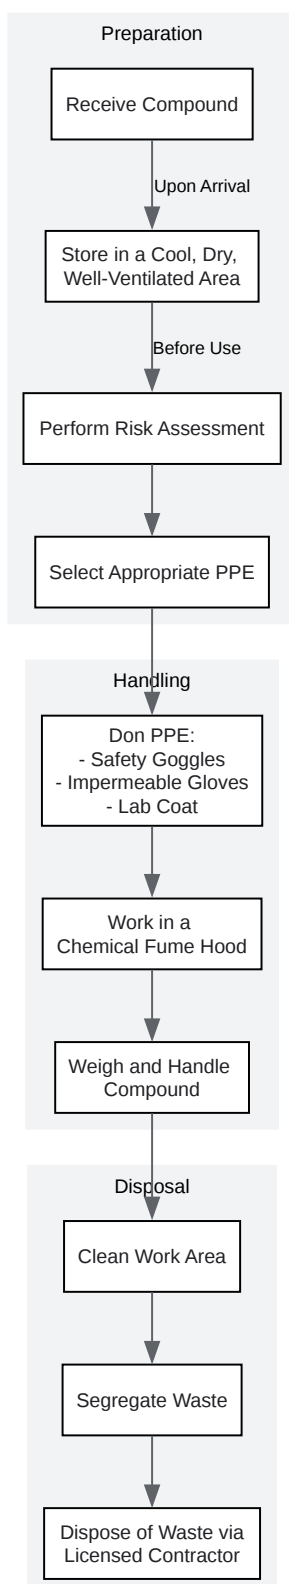 Preparation
Receive Compound
Upon Arrival
Store in a Cool, Dry,
Well-Ventilated Area
Before Use
Perform Risk Assessment
Select Appropriate PPE
Handling
Don PPE:
- Safety Goggles
- Impermeable Gloves
- Lab Coat
Work in a
Chemical Fume Hood
Weigh and Handle
Compound
Disposal
Clean Work Area
Segregate Waste
Dispose of Waste via
Licensed Contractor